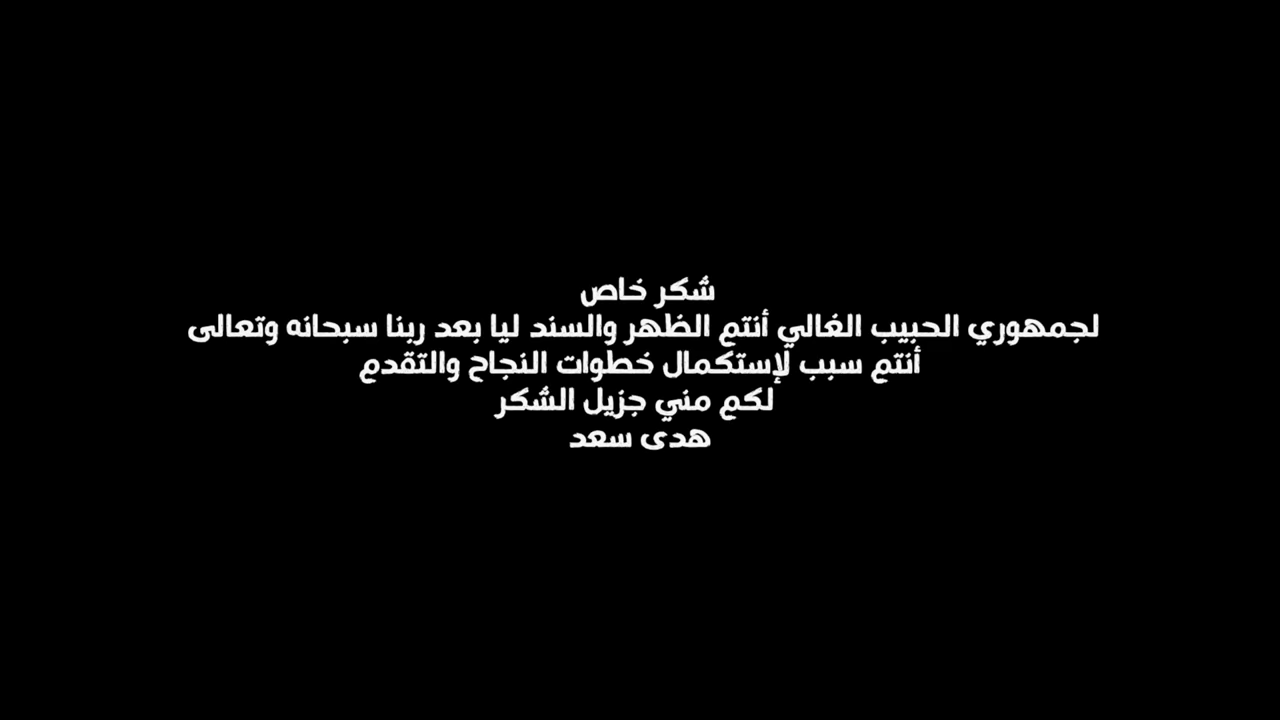 شكر خاص
لجمهوري الحبيب الغالي أنتم الظهر والسند ليا بعد ربنا سبحانه وتعالى
أنتم سبب لإستكمال خطوات النجاح والتقدم
لكم مني جزيل الشكر
هدى سعد